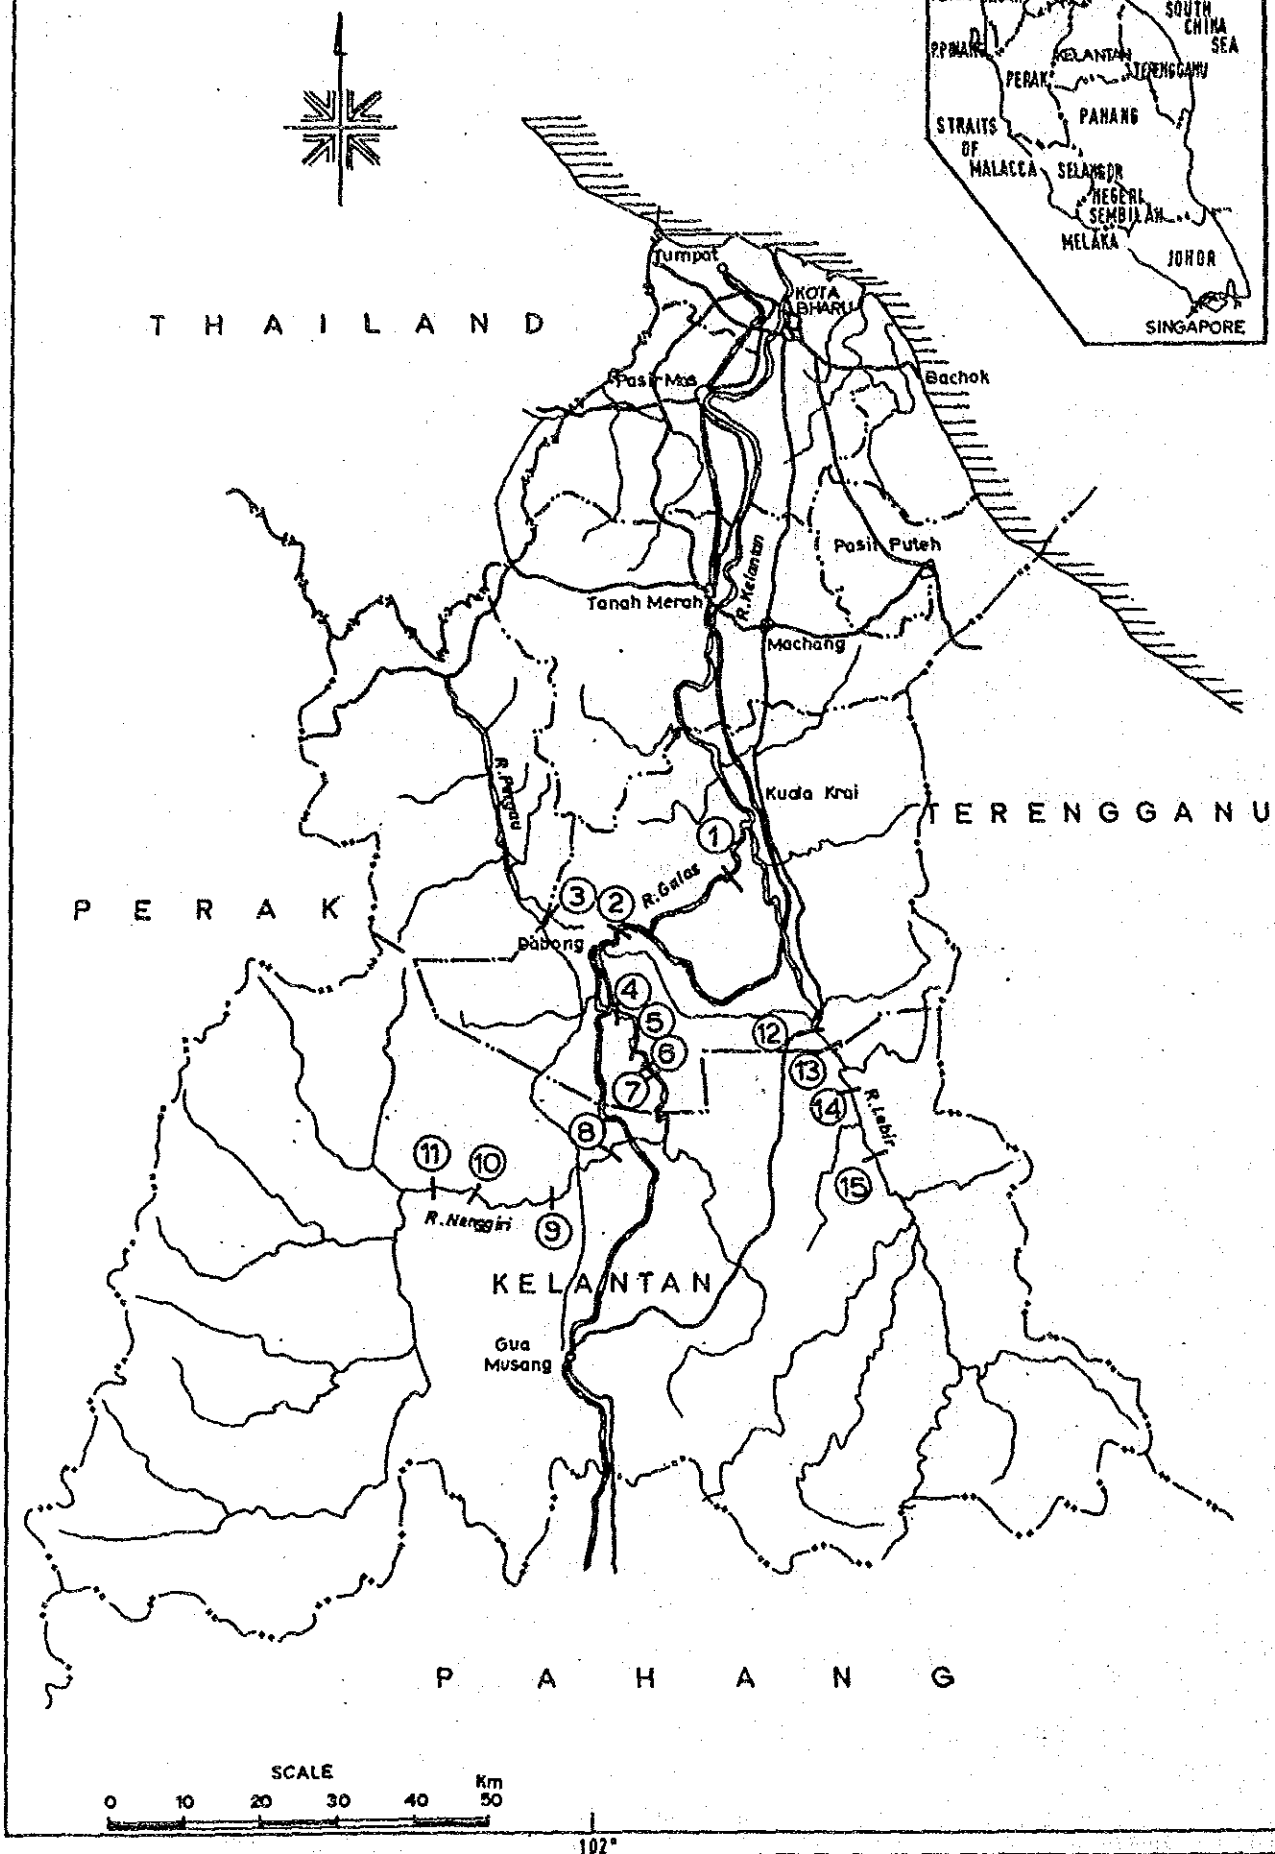 SOUTH
CHINA
SEA
P.PINANG
KELANTAN
TERENGGANU
PERAK
PAHANG
STRAITS
OF
MALACCA
SELANGOR
NEGERI
SEMBILAN
MELAKA
JOHOR
SINGAPORE
Tumpat
KOTA
BHARU
THAILAND
Pasir Mas
Bachok
Pasir Puteh
R.Kelantan
Tanah Merah
Machang
R.Pergau
Kuala Krai
TERENGGANU
1
R.Galas
PERAK
3
2
Dabong
4
5
12
6
13
7
14
R.Lebir
8
11
10
15
R.Nenggiri
9
KELANTAN
Gua
Musang
PAHANG
SCALE
Km
0 10 20 30 40 50
102°